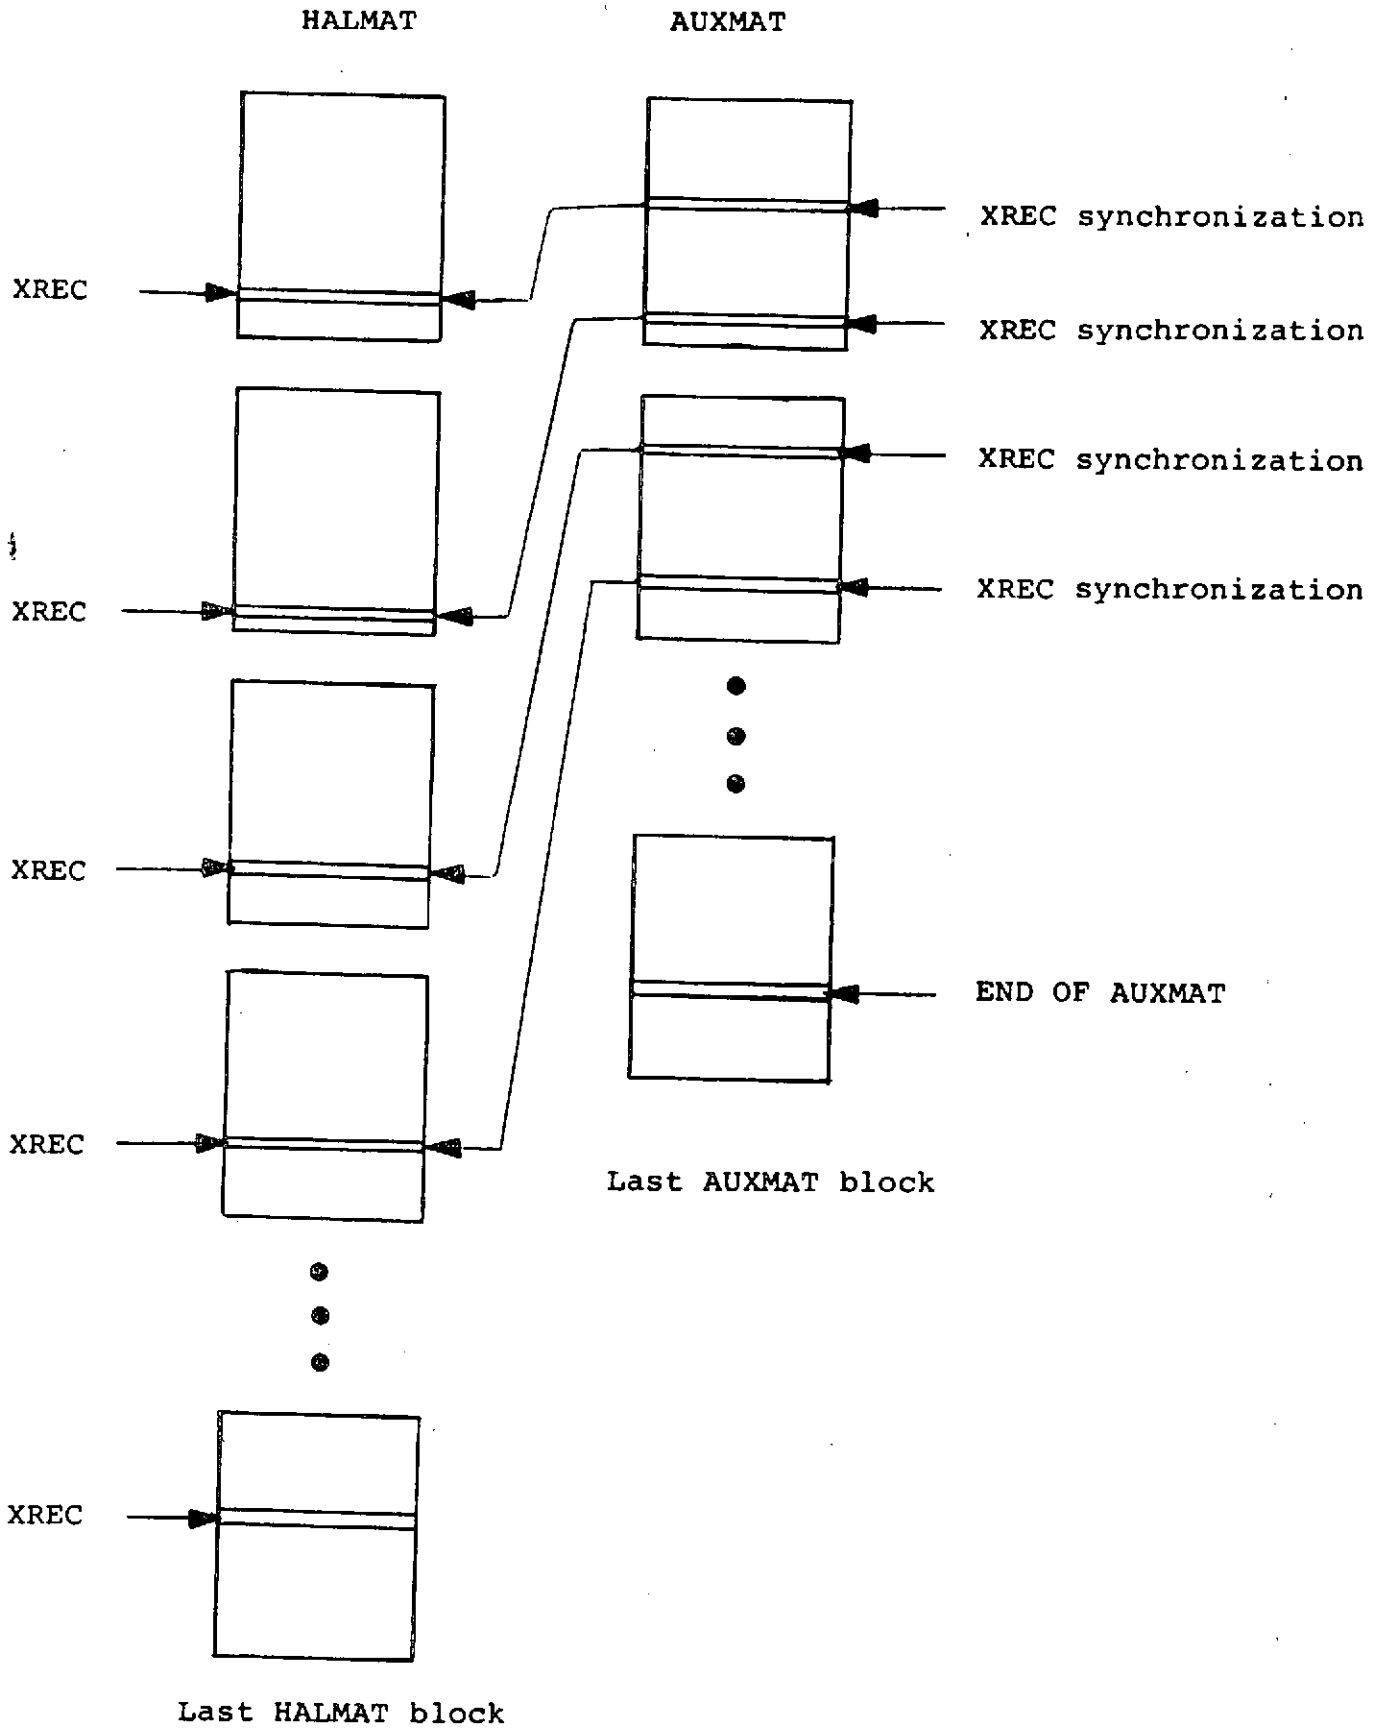 HALMAT
AUXMAT
XREC synchronization
XREC
XREC synchronization
XREC synchronization
XREC synchronization
XREC
XREC
END OF AUXMAT
XREC
Last AUXMAT block
XREC
Last HALMAT block